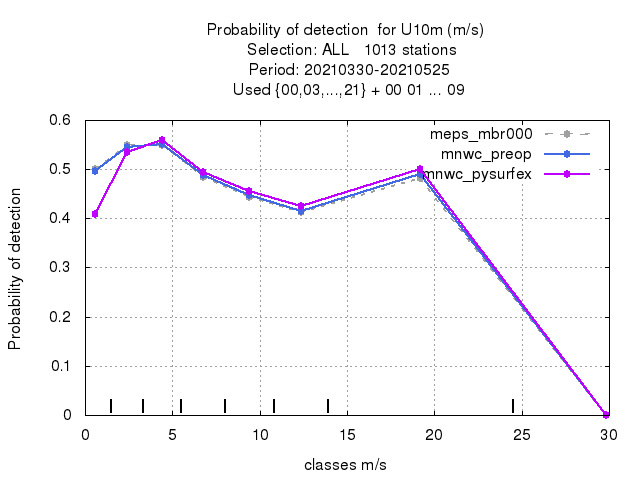 Probability of detection  for U10m (m/s)
Selection: ALL   1013 stations
Period: 20210330-20210525
Used {00,03,...,21} + 00 01 ... 09
meps_mbr000
mnwc_preop
mnwc_pysurfex
Probability of detection
0.6
0.5
0.4
0.3
0.2
0.1
0
0 5 10 15 20 25 30
classes m/s